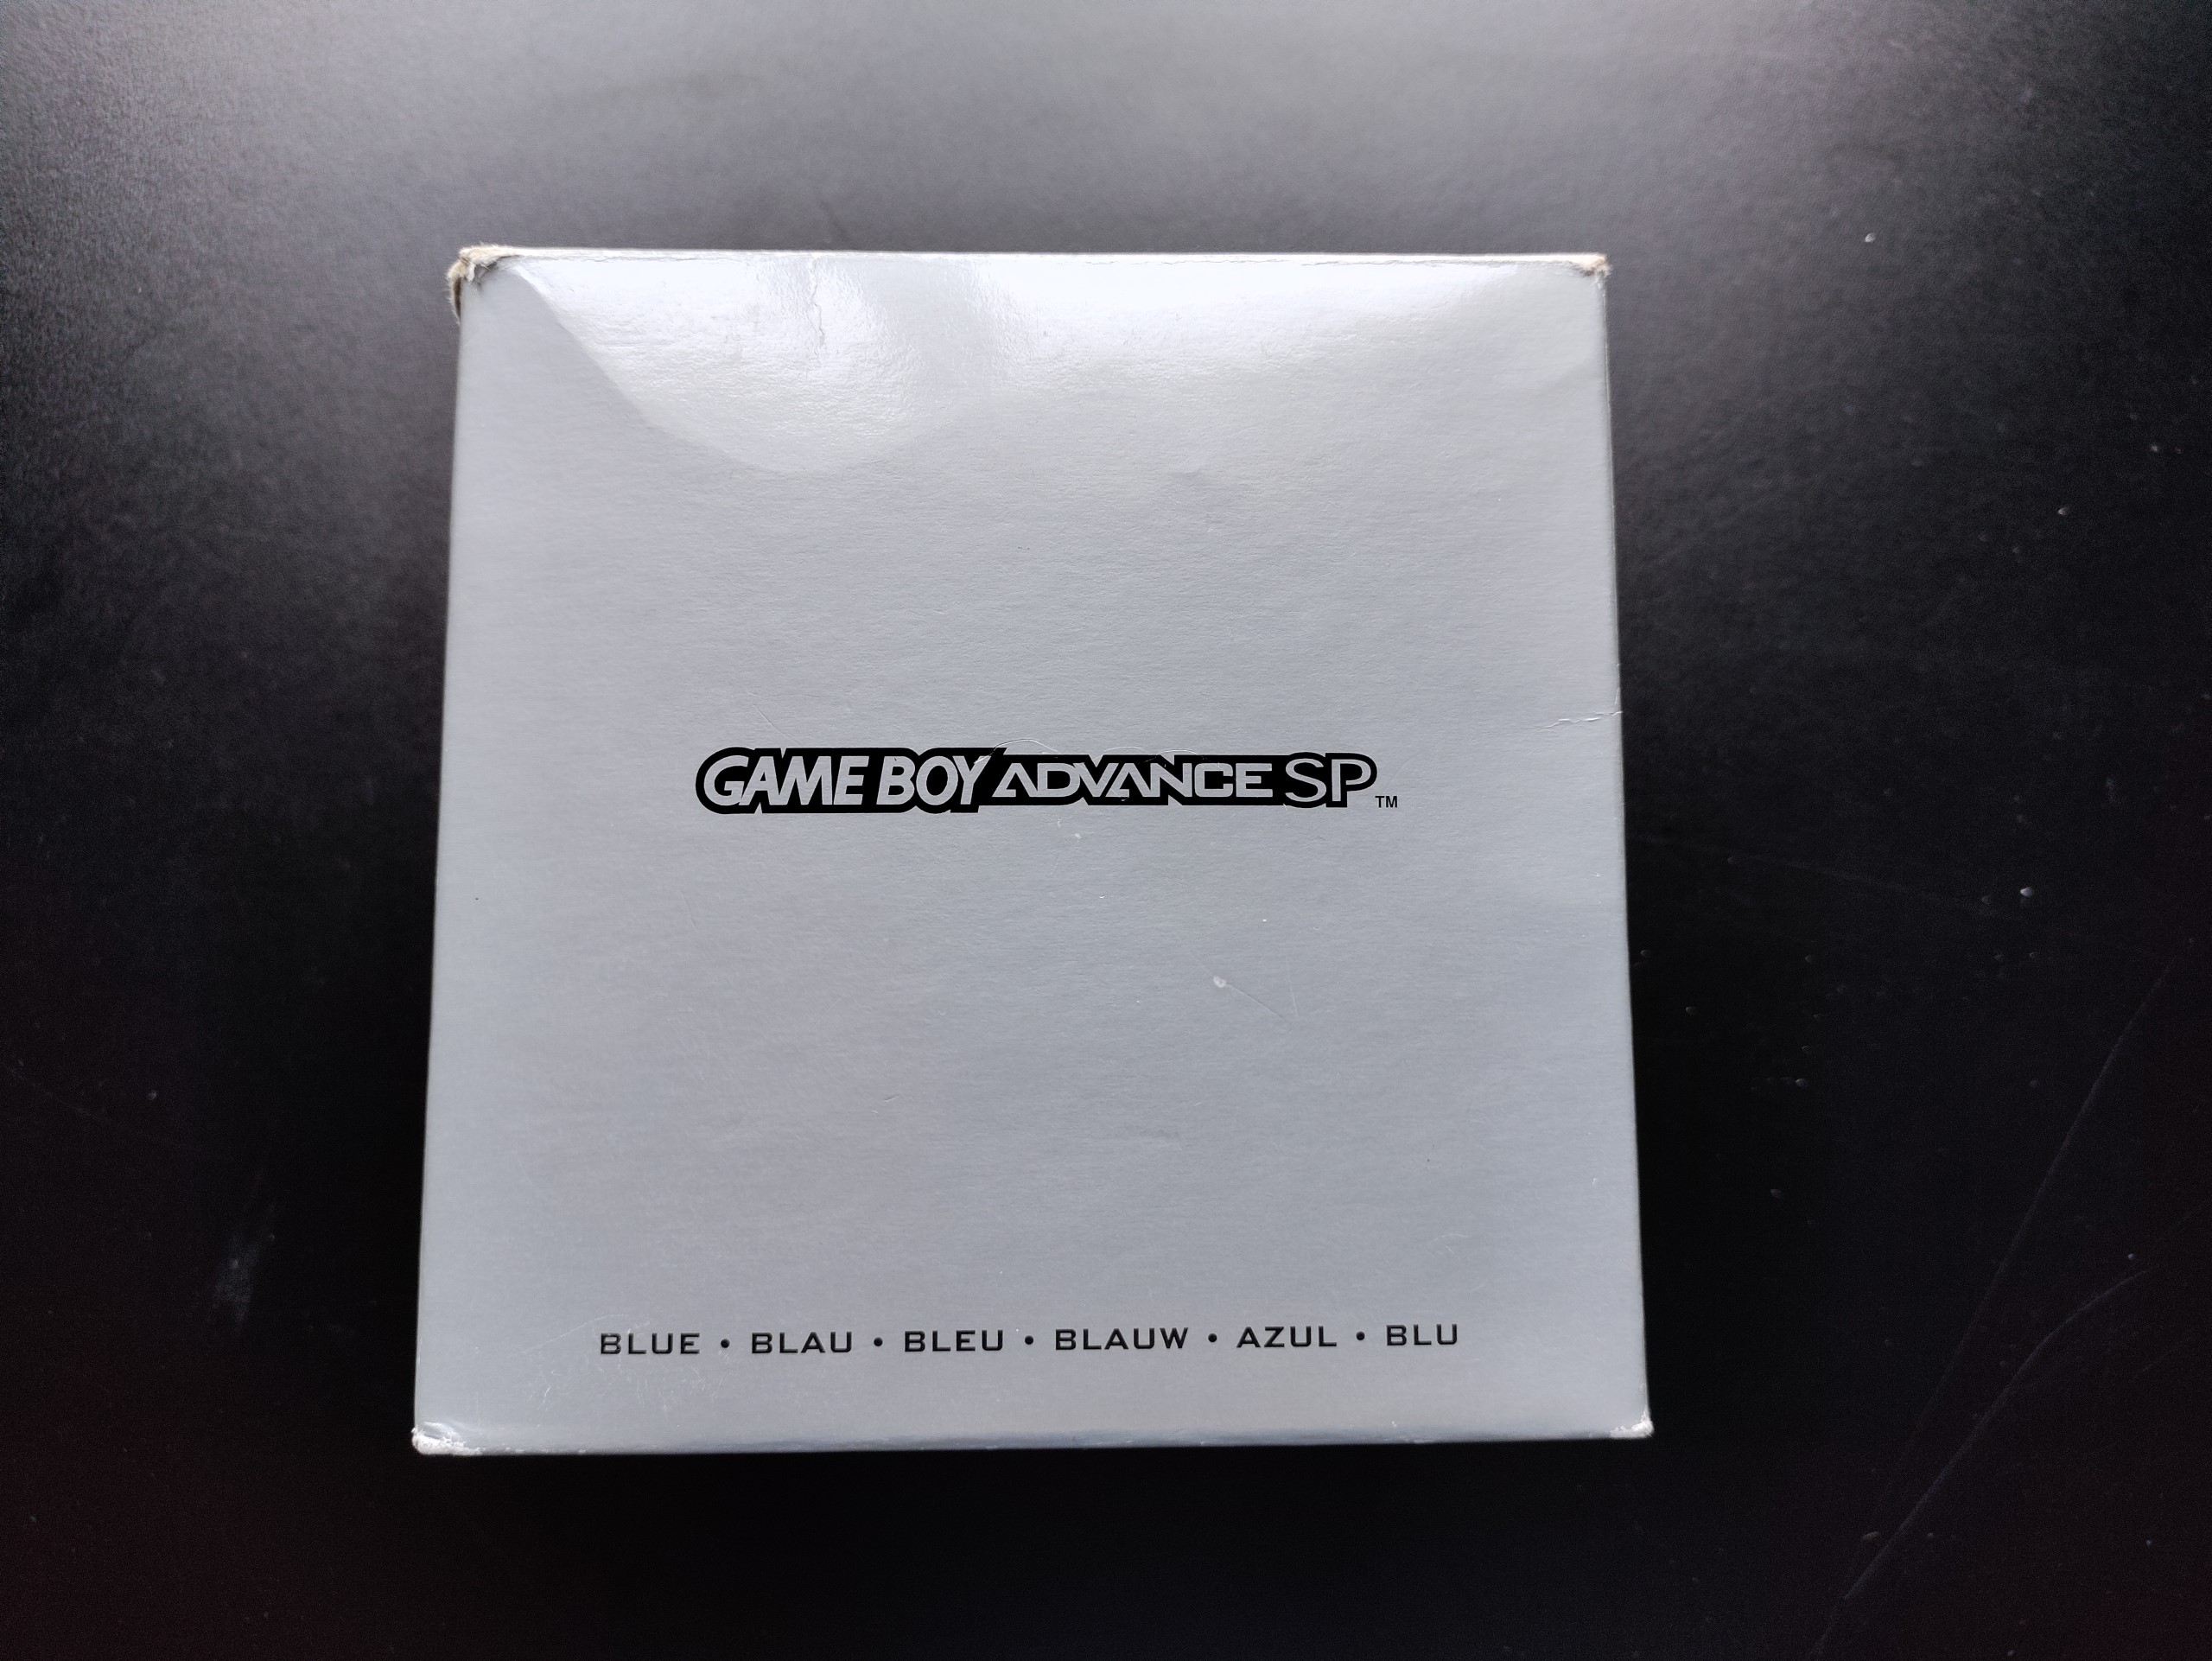 GAME BOY ADVANCE SP™
BLUE • BLAU • BLEU • BLAUW • AZUL • BLU